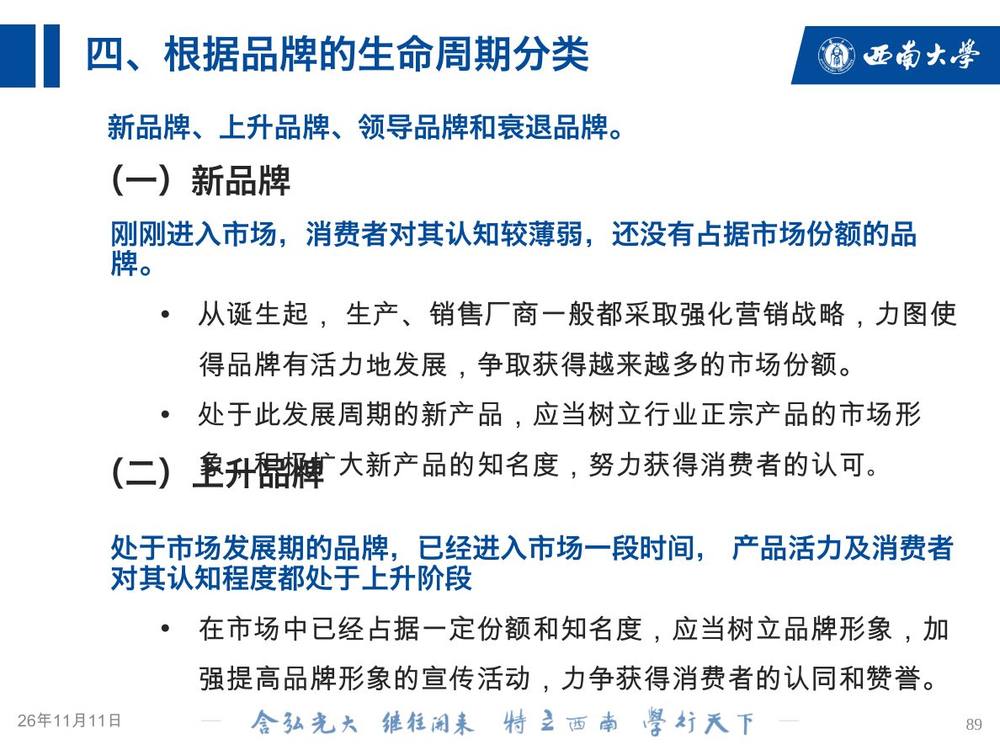 四、根据品牌的生命周期分类
西南大学
新品牌、上升品牌、领导品牌和衰退品牌。
（一）新品牌
刚刚进入市场，消费者对其认知较薄弱，还没有占据市场份额的品
牌。
• 从诞生起， 生产、销售厂商一般都采取强化营销战略，力图使
得品牌有活力地发展，争取获得越来越多的市场份额。
• 处于此发展周期的新产品，应当树立行业正宗产品的市场形
象，积极扩大新产品的知名度，努力获得消费者的认可。
（二）上升品牌
处于市场发展期的品牌，已经进入市场一段时间， 产品活力及消费者
对其认知程度都处于上升阶段
• 在市场中已经占据一定份额和知名度，应当树立品牌形象，加
强提高品牌形象的宣传活动，力争获得消费者的认同和赞誉。
26年11月11日
含弘光大 继往开来 特立西南 學行天下
89